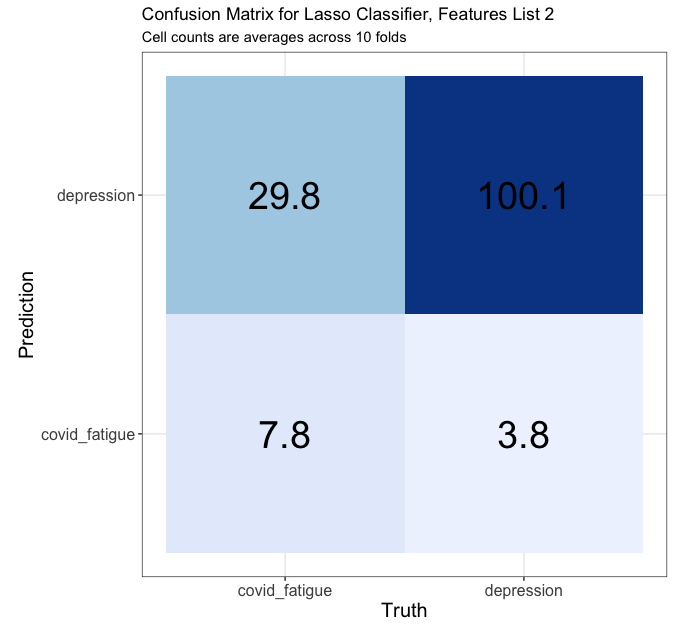 Confusion Matrix for Lasso Classifier, Features List 2
Cell counts are averages across 10 folds
Prediction
depression
29.8
100.1
covid_fatigue
7.8
3.8
covid_fatigue
depression
Truth